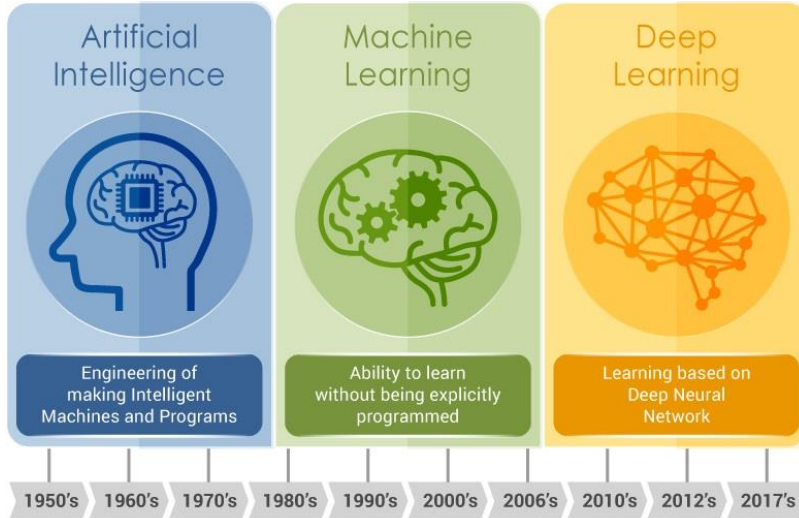 Artificial
Intelligence
Machine
Learning
Deep
Learning
Engineering of
making Intelligent
Machines and Programs
Ability to learn
without being explicitly
programmed
Learning based on
Deep Neural
Network
1950's
1960's
1970's
1980's
1990's
2000's
2006's
2010's
2012's
2017's